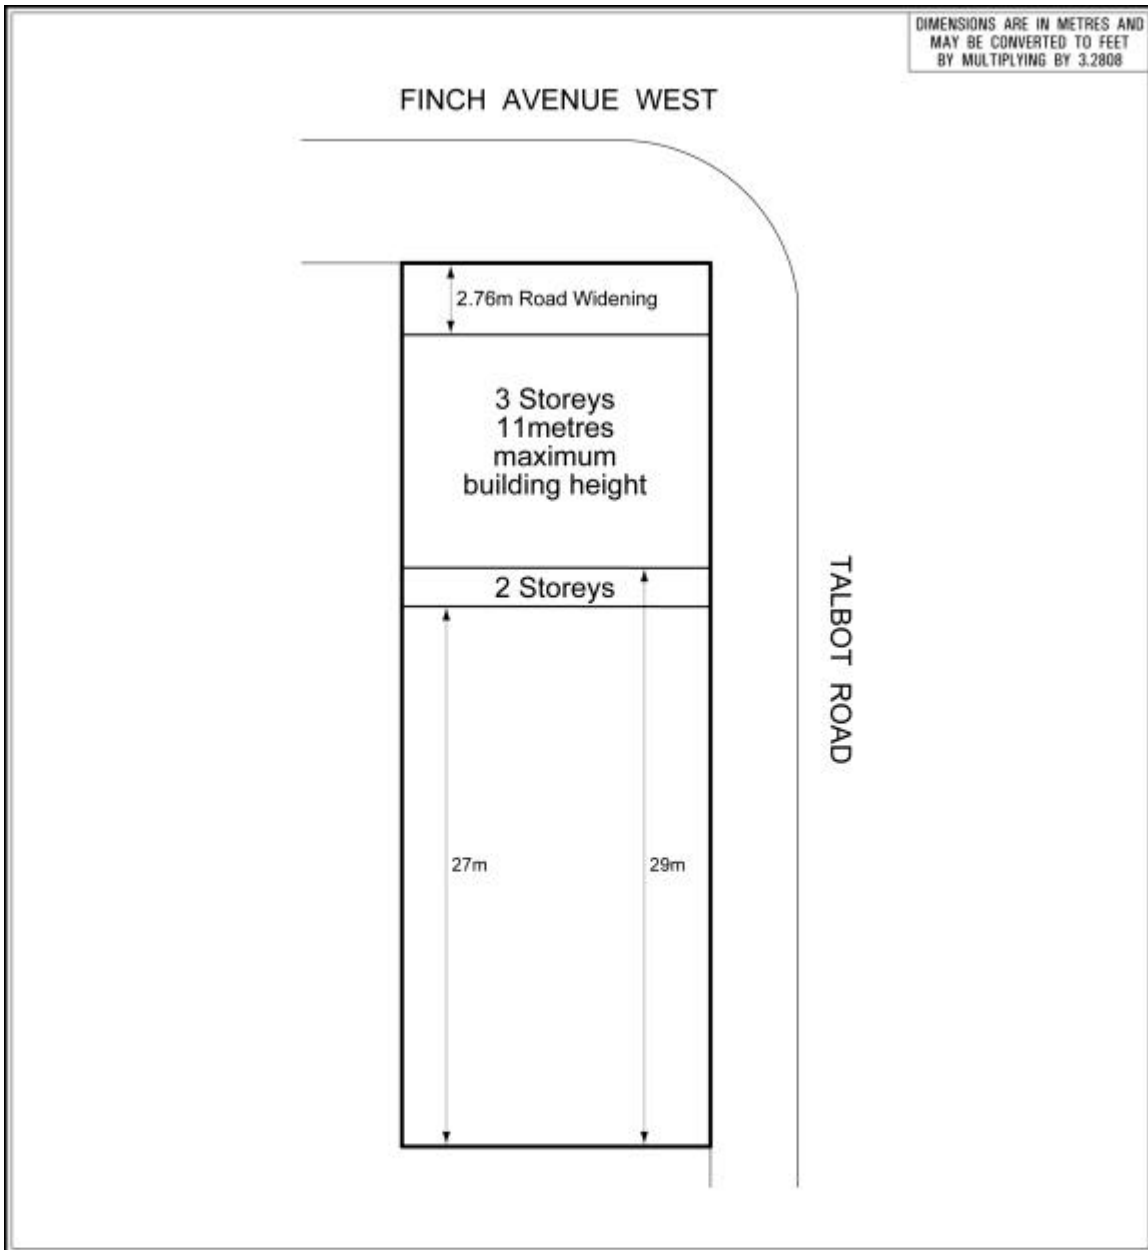 DIMENSIONS ARE IN METRES AND
MAY BE CONVERTED TO FEET
BY MULTIPLYING BY 3.2808
FINCH AVENUE WEST
2.76m Road Widening
3 Storeys
11metres
maximum
building height
2 Storeys
TALBOT ROAD
27m
29m